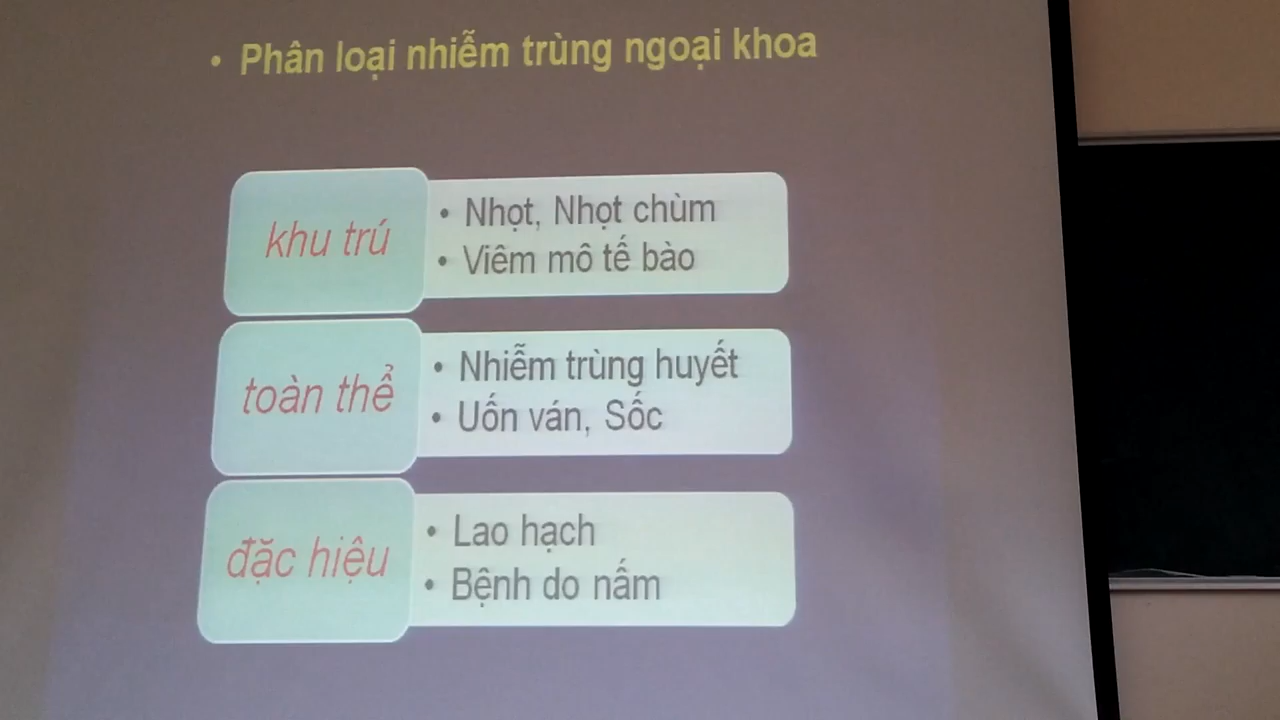 • Phân loại nhiễm trùng ngoại khoa
khu trú
• Nhọt, Nhọt chùm
• Viêm mô tế bào
toàn thể
• Nhiễm trùng huyết
• Uốn ván, Sốc
đặc hiệu
• Lao hạch
• Bệnh do nấm